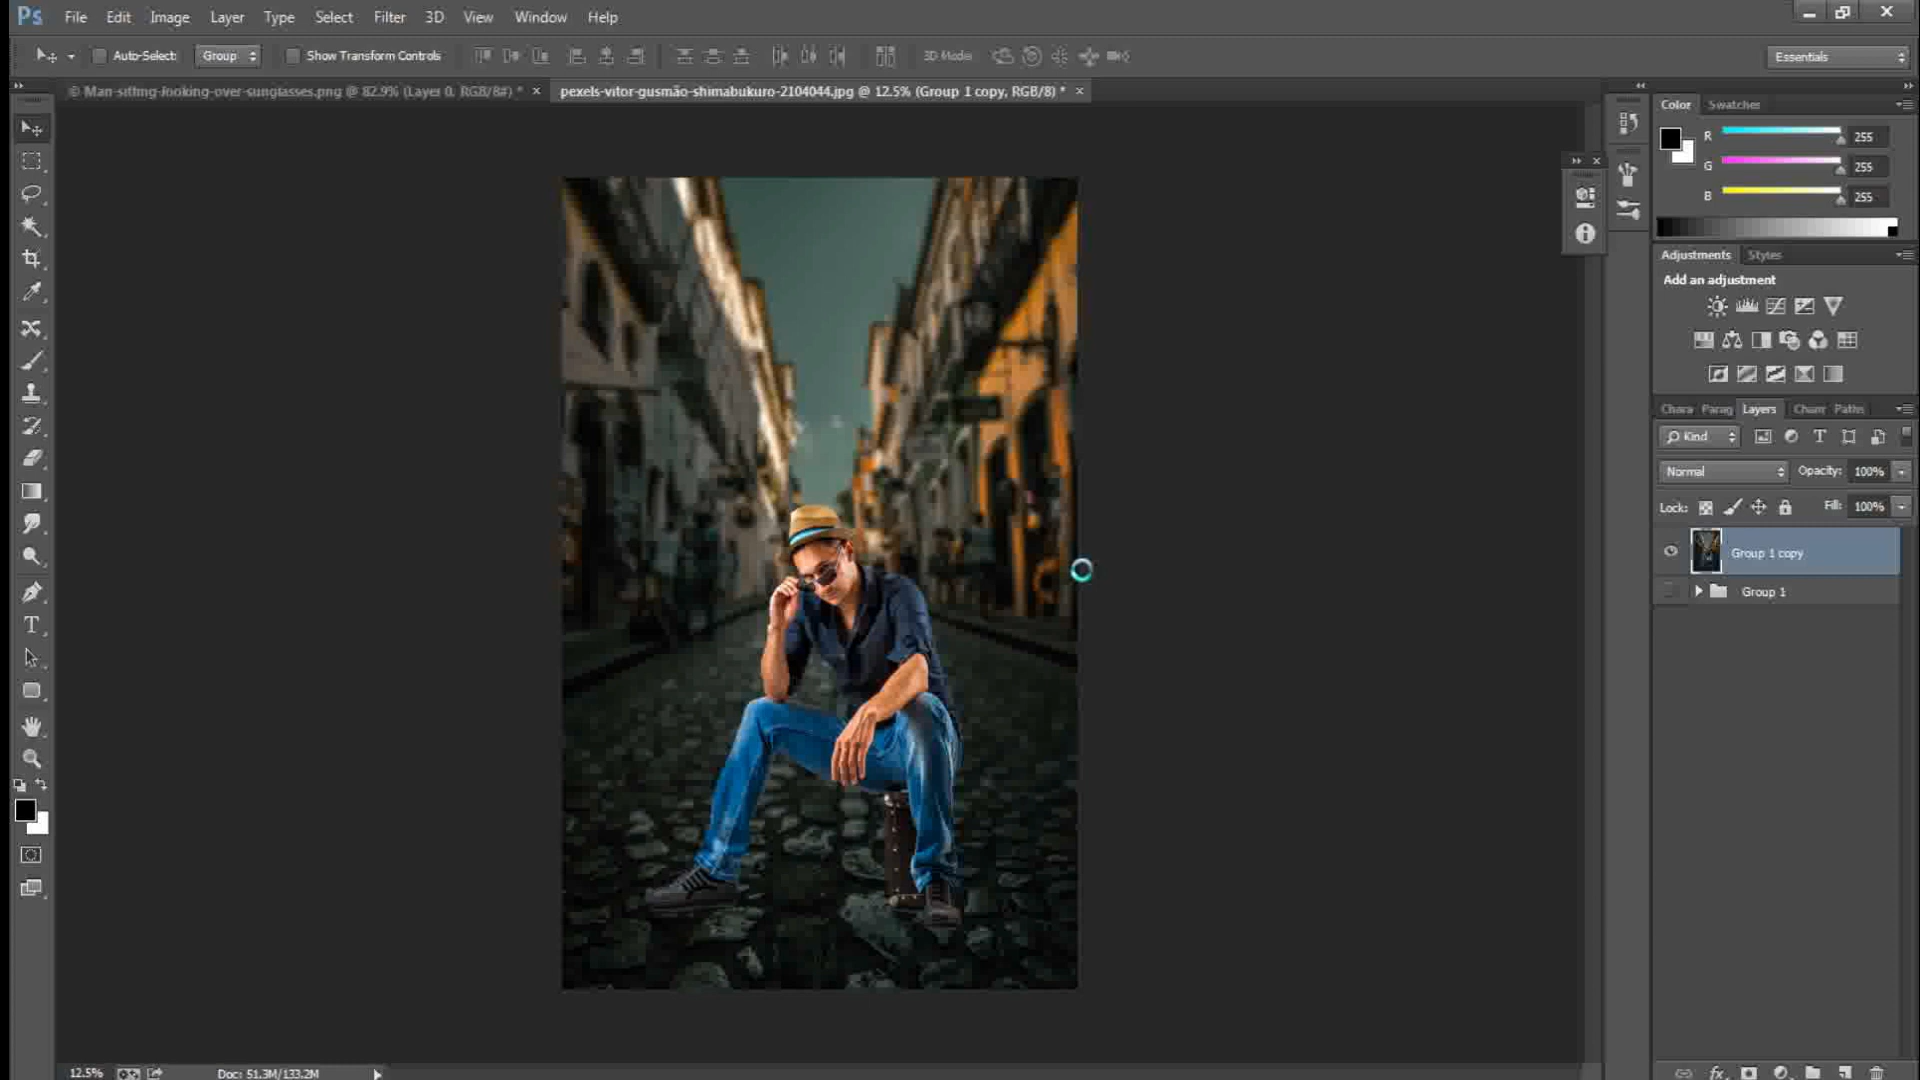 Ps File Edit Image Layer Type Select Filter 3D View Window Help
Auto-Select: Group Show Transform Controls 3D Mode: Essentials
© Man-sitting-looking-over-sunglasses.png @ 82.9% (Layer 0, RGB/8#) * pexels-vitor-gusmão-shimabukuro-2104044.jpg @ 12.5% (Group 1 copy, RGB/8) *
Color Swatches
R 255
G 255
B 255
Adjustments Styles
Add an adjustment
Chara Parag Layers Chann Paths
Kind
Normal Opacity: 100%
Lock: Fill: 100%
Group 1 copy
Group 1
12.5% Doc: 51.3M/133.2M